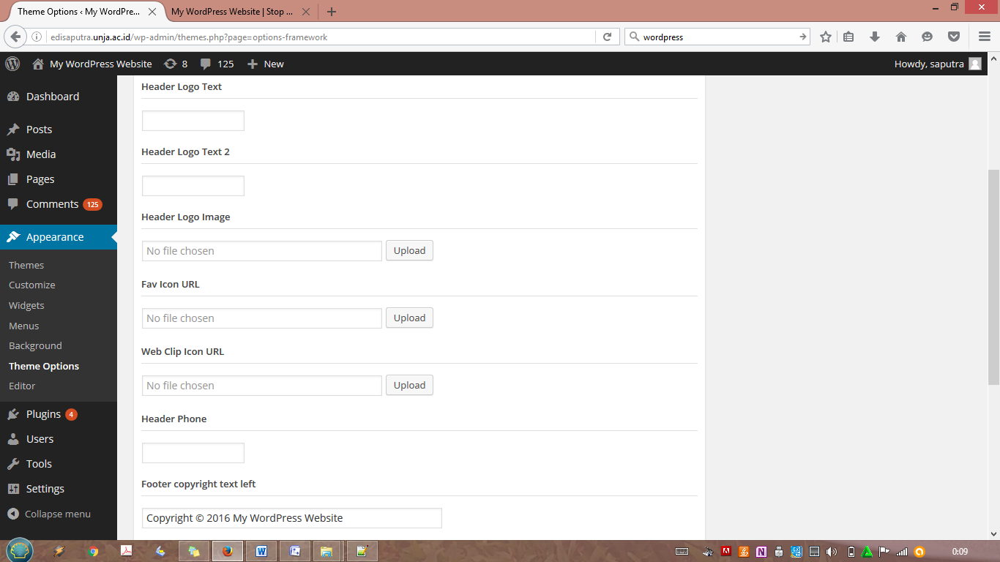 Theme Options ‹ My WordPre...
My WordPress Website | Stop ...
edisaputra.unja.ac.id/wp-admin/themes.php?page=options-framework
wordpress
My WordPress Website
8
125
New
Howdy, saputra
Dashboard
Posts
Media
Pages
Comments 125
Appearance
Themes
Customize
Widgets
Menus
Background
Theme Options
Editor
Plugins 4
Users
Tools
Settings
Collapse menu
Header Logo Text
Header Logo Text 2
Header Logo Image
No file chosen Upload
Fav Icon URL
No file chosen Upload
Web Clip Icon URL
No file chosen Upload
Header Phone
Footer copyright text left
Copyright © 2016 My WordPress Website
0:09